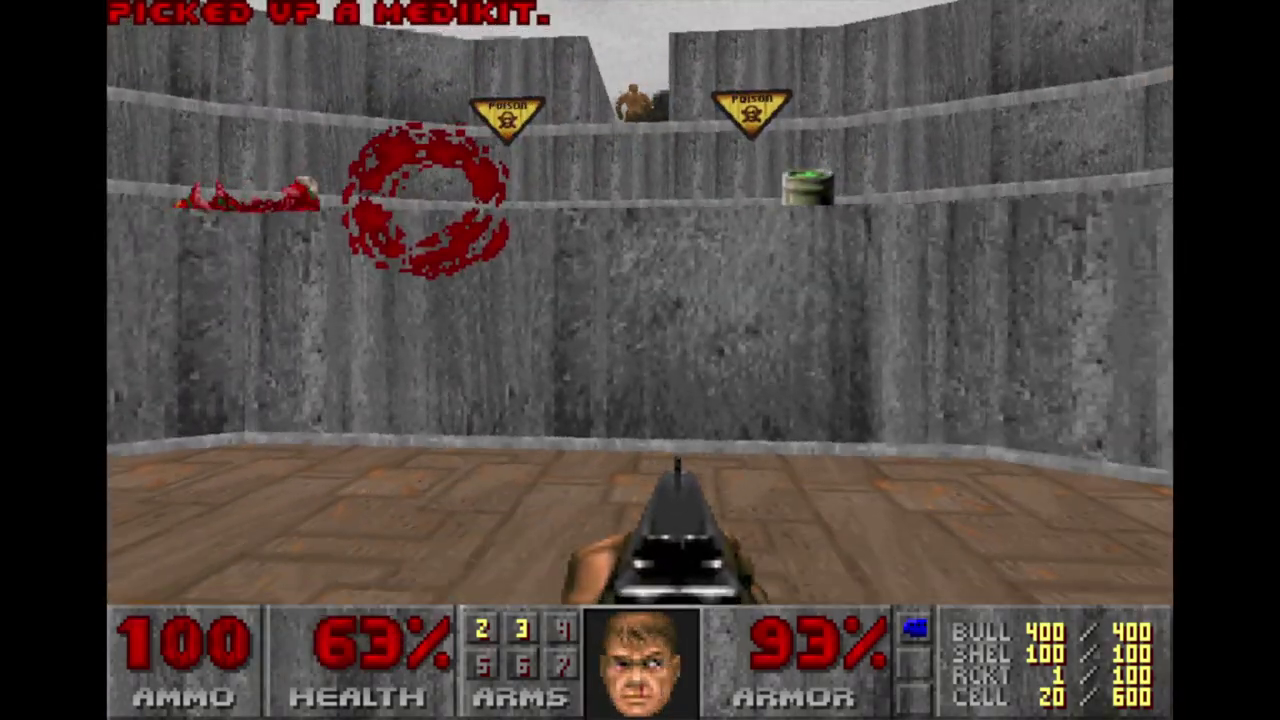 PICKED UP A MEDIKIT.
POISON POISON
100 63% 2 3 4 93% BULL 400 / 400
5 6 7 SHEL 100 / 100
RCKT 1 / 100
AMMO HEALTH ARMS ARMOR CELL 20 / 600